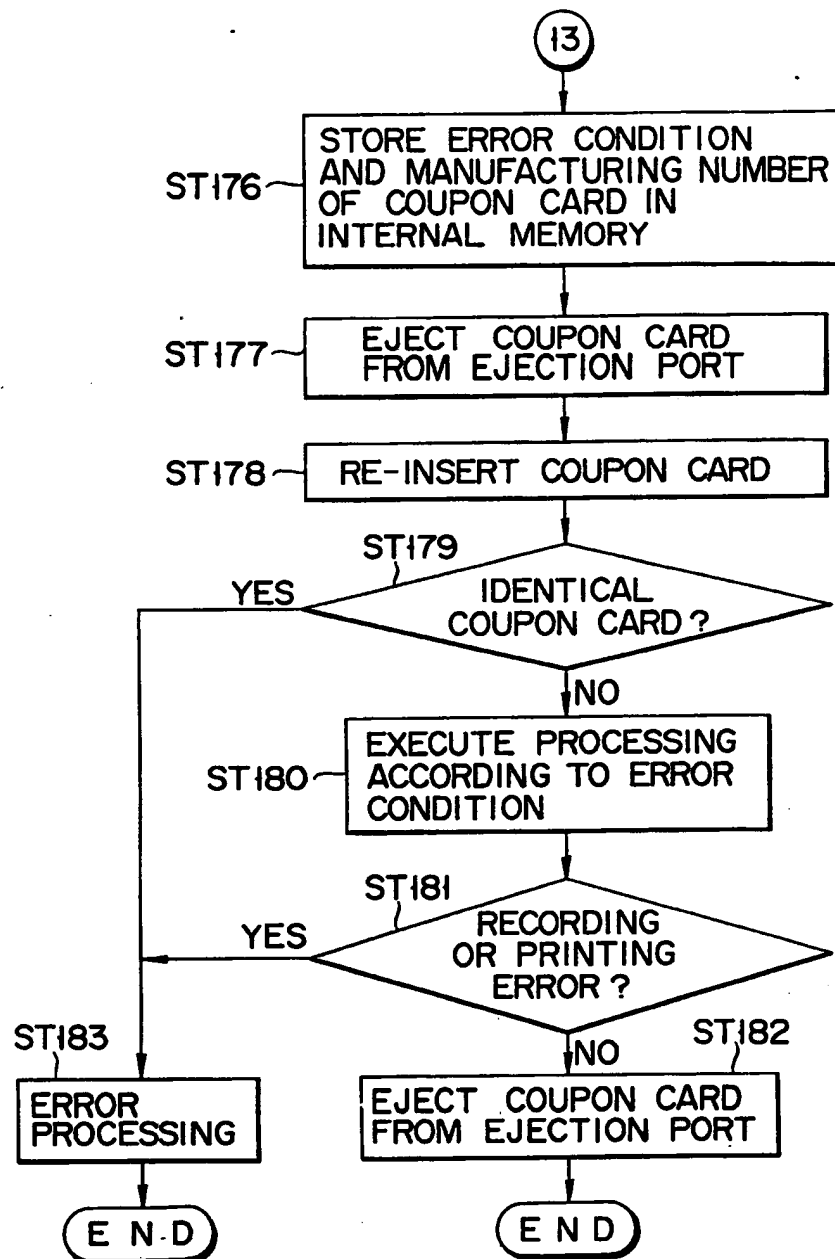 13
STORE ERROR CONDITION
AND MANUFACTURING NUMBER
OF COUPON CARD IN
INTERNAL MEMORY
ST176
EJECT COUPON CARD
FROM EJECTION PORT
ST177
RE-INSERT COUPON CARD
ST178
ST179
YES
IDENTICAL
COUPON CARD?
NO
EXECUTE PROCESSING
ACCORDING TO ERROR
CONDITION
ST180
ST181
YES
RECORDING
OR PRINTING
ERROR?
NO
ST183
ERROR
PROCESSING
ST182
EJECT COUPON CARD
FROM EJECTION PORT
END
END